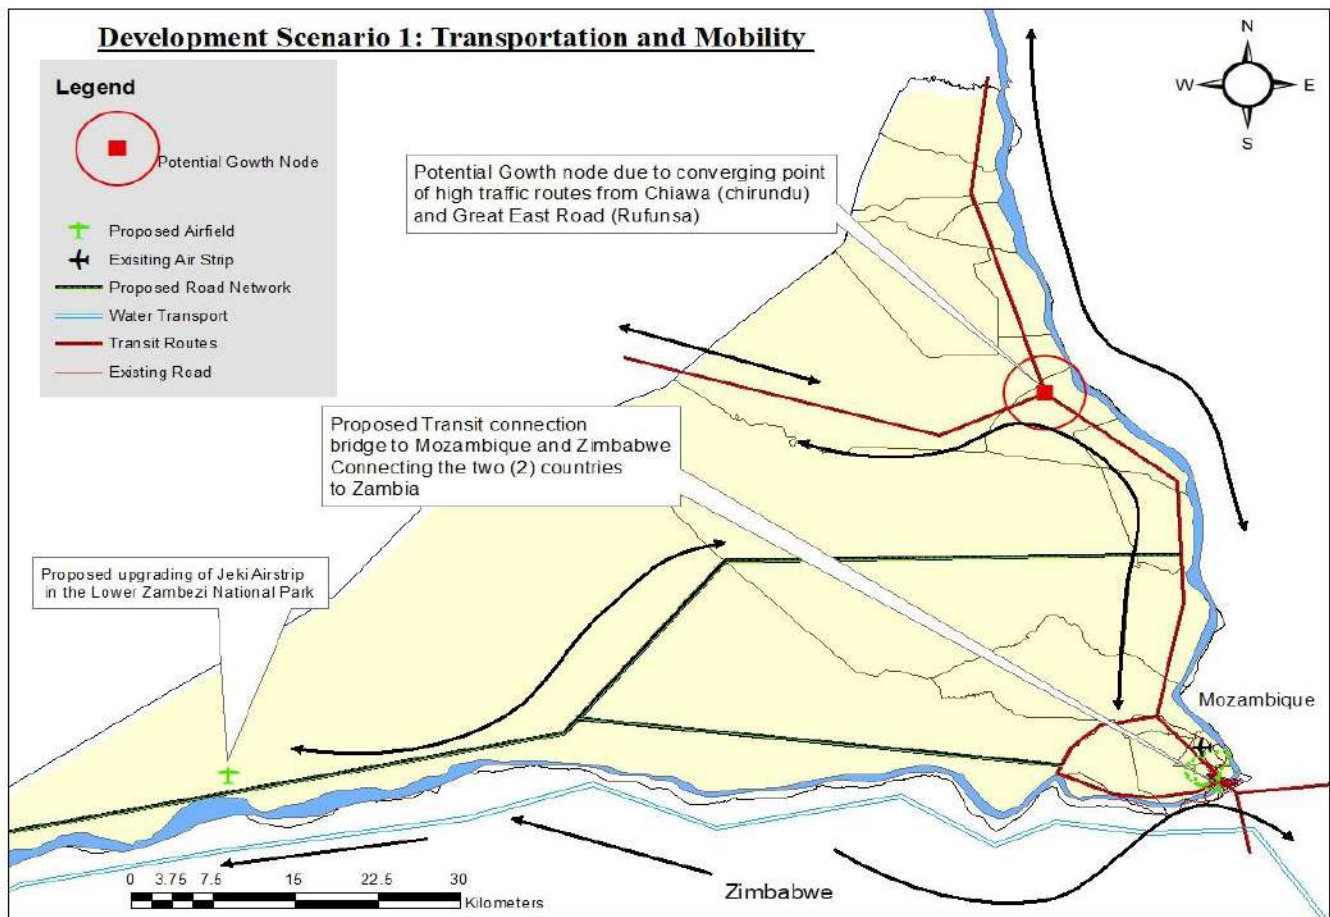 Development Scenario 1: Transportation and Mobility
N
W
E
S
Legend
Potential Gowth Node
Proposed Airfield
Exisiting Air Strip
Proposed Road Network
Water Transport
Transit Routes
Existing Road
Potential Gowth node due to converging point
of high traffic routes from Chiawa (chirundu)
and Great East Road (Rufunsa)
Proposed Transit connection
bridge to Mozambique and Zimbabwe
Connecting the two (2) countries
to Zambia
Proposed upgrading of Jeki Airstrip
in the Lower Zambezi National Park
Mozambique
Zimbabwe
0 3.75 7.5 15 22.5 30
Kilometers